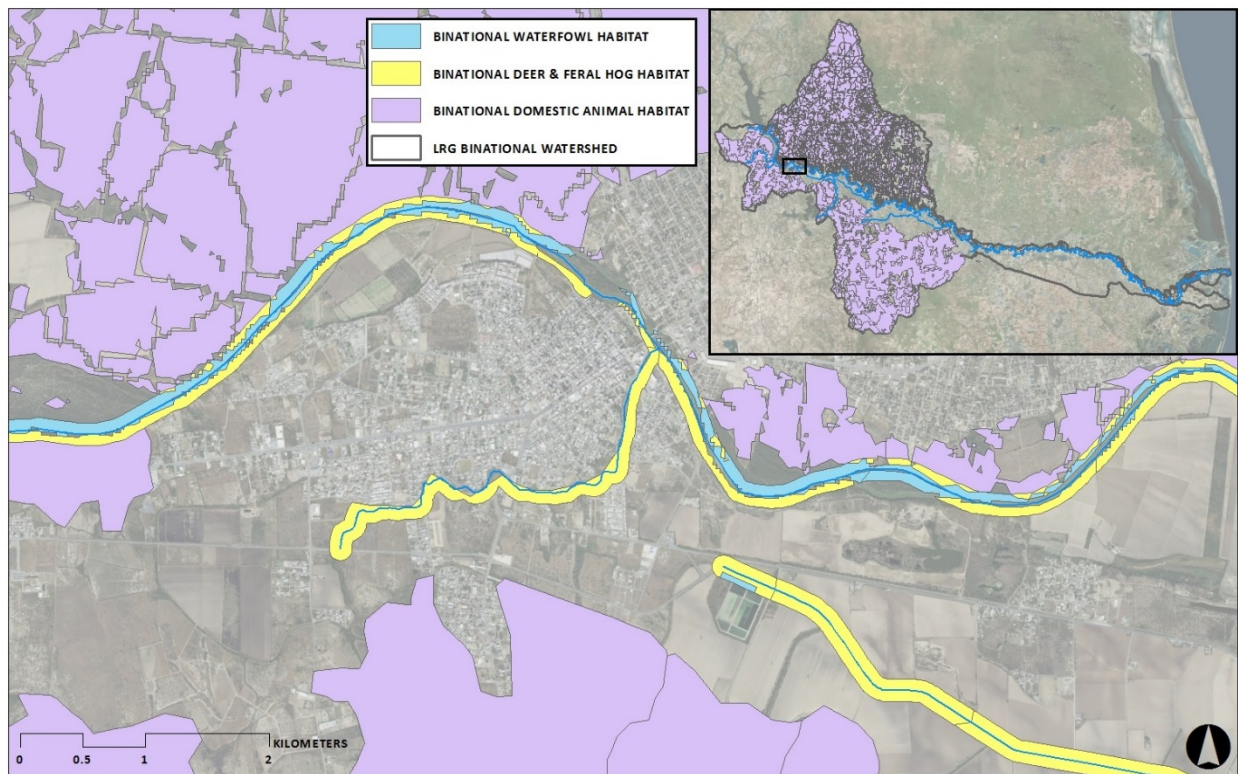 BINATIONAL WATERFOWL HABITAT
BINATIONAL DEER & FERAL HOG HABITAT
BINATIONAL DOMESTIC ANIMAL HABITAT
LRG BINATIONAL WATERSHED
KILOMETERS
0 0.5 1 2